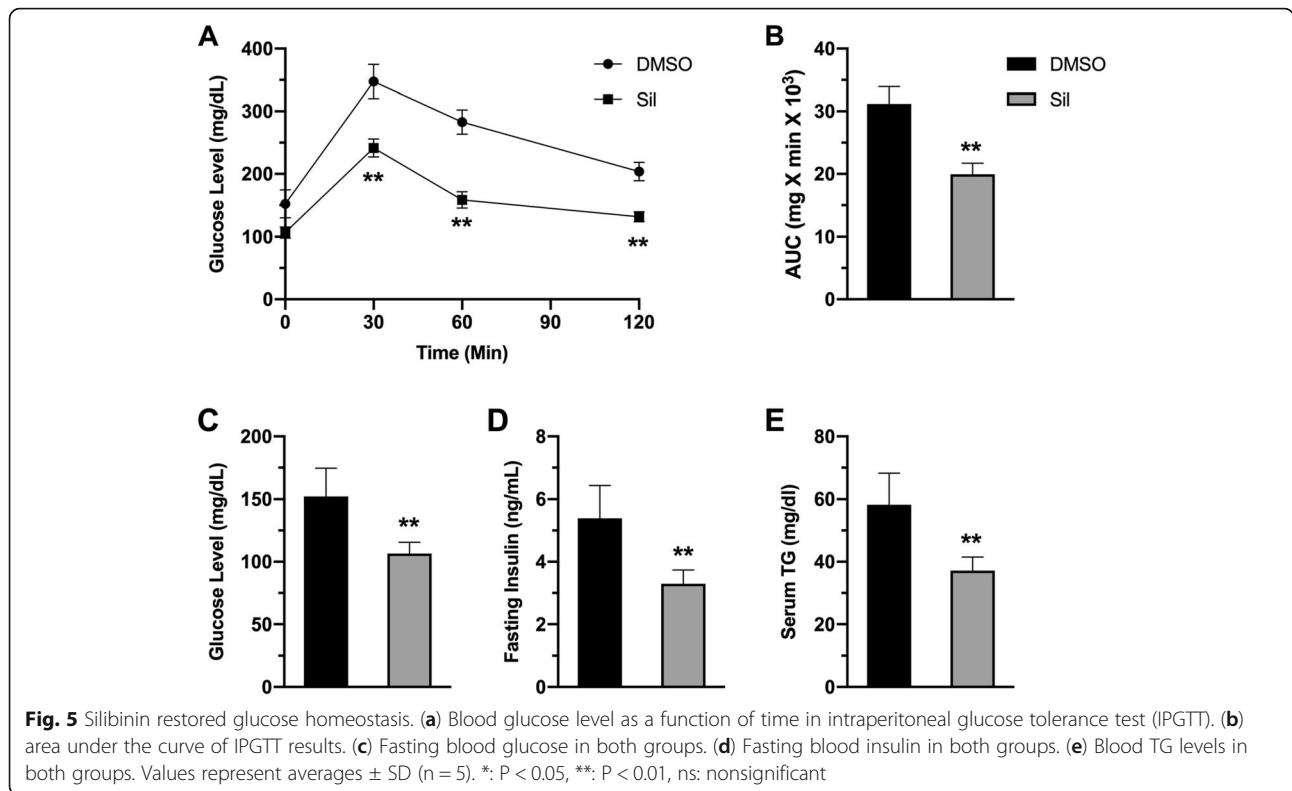 A
Glucose Level (mg/dL)
400
300
200
100
0
0 30 60 90 120
Time (Min)
DMSO
Sil
**
**
**
B
AUC (mg X min X 10³)
40
30
20
10
0
DMSO
Sil
**
C
Glucose Level (mg/dL)
200
150
100
50
0
**
D
Fasting Insulin (ng/mL)
8
6
4
2
0
**
E
Serum TG (mg/dl)
80
60
40
20
0
**
Fig. 5 Silibinin restored glucose homeostasis. (a) Blood glucose level as a function of time in intraperitoneal glucose tolerance test (IPGTT). (b)
area under the curve of IPGTT results. (c) Fasting blood glucose in both groups. (d) Fasting blood insulin in both groups. (e) Blood TG levels in
both groups. Values represent averages ± SD (n = 5). *: P < 0.05, **: P < 0.01, ns: nonsignificant